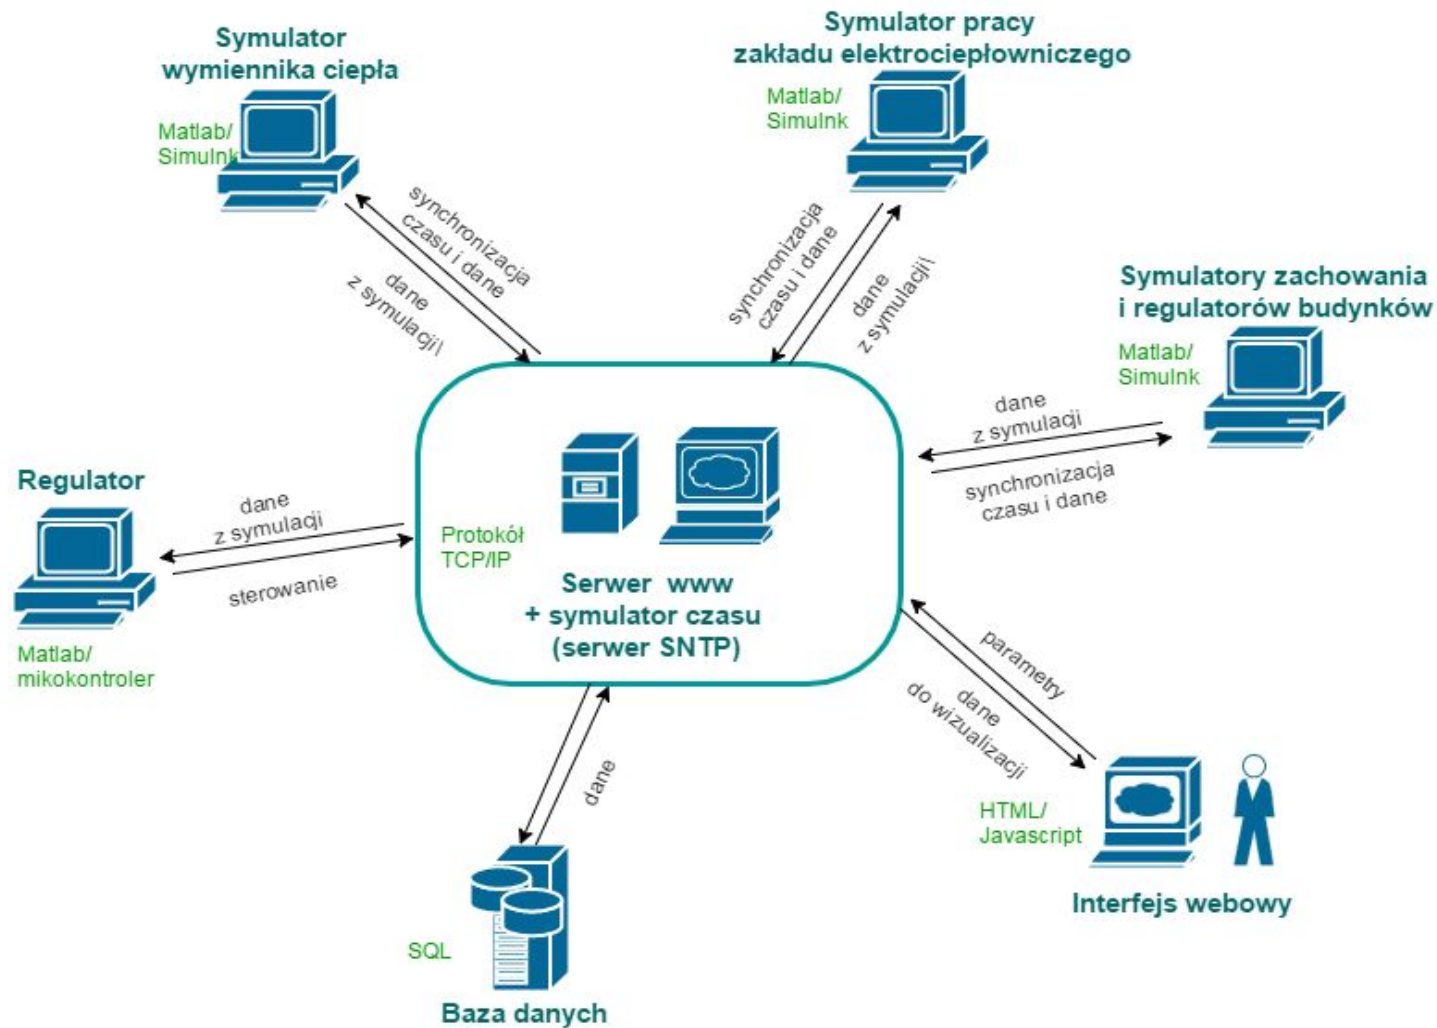 Symulator
wymiennika ciepła
Matlab/
Simulnk
Symulator pracy
zakładu elektrociepłowniczego
Matlab/
Simulnk
synchronizacja
czasu i dane
dane
z symulacji\
synchronizacja
czasu i dane
dane
z symulacji\
Symulatory zachowania
i regulatorów budynków
Matlab/
Simulnk
dane
z symulacji
synchronizacja
czasu i dane
Regulator
dane
z symulacji
sterowanie
Matlab/
mikokontroler
Protokół
TCP/IP
Serwer www
+ symulator czasu
(serwer SNTP)
parametry
dane
do wizualizacji
HTML/
Javascript
Interfejs webowy
dane
SQL
Baza danych